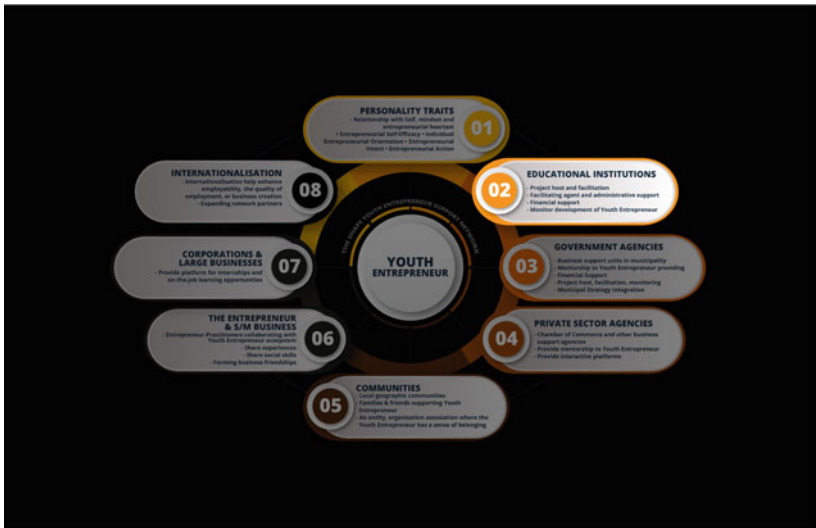 PERSONALITY TRAITS
- Relationship with Self, mindset and
entrepreneurial heartset
• Entrepreneurial Self-Efficacy • Individual
Entrepreneurial Orientation • Entrepreneurial
Intent • Entrepreneurial Action
01
EDUCATIONAL INSTITUTIONS
- Project host and facilitation
- Facilitating agent and administrative support
- Financial support
- Monitor development of Youth Entrepreneur
02
GOVERNMENT AGENCIES
- Business support units in municipality
- Mentorship to Youth Entrepreneur providing
- Financial Support
- Project host, facilitation, monitoring
- Municipal Strategy Integration
03
PRIVATE SECTOR AGENCIES
- Chamber of Commerce and other business
support agencies
- Provide mentorship to Youth Entrepreneur
- Provide interactive platforms
04
COMMUNITIES
- Local geographic communities
- Families & friends supporting Youth
Entrepreneur
- An entity, organisation association where the
Youth Entrepreneur has a sense of belonging
05
THE ENTREPRENEUR
& S/M BUSINESS
- Entrepreneur-Practitioners collaborating with
Youth Entrepreneur ecosystem
- Share experiences
- Share social skills
- Forming business friendships
06
CORPORATIONS &
LARGE BUSINESSES
- Provide platform for internships and
on-the-job learning opportunities
07
INTERNATIONALISATION
- Internationalisation help enhance
employability, the quality of
employment, or business creation
- Expanding network partners
08
THE SHAPE YOUTH ENTREPRENEUR SUPPORT NETWORK
YOUTH
ENTREPRENEUR